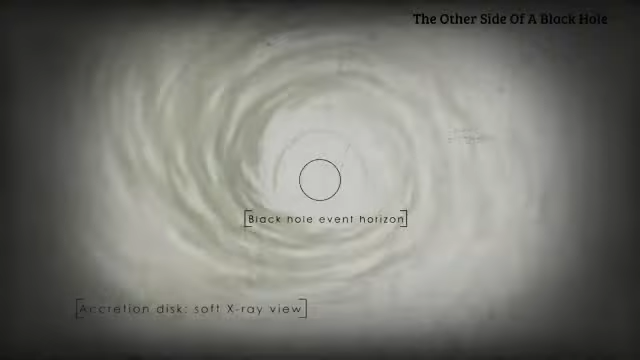 The Other Side Of A Black Hole
[Black hole event horizon]
[Accretion disk: soft X-ray view]